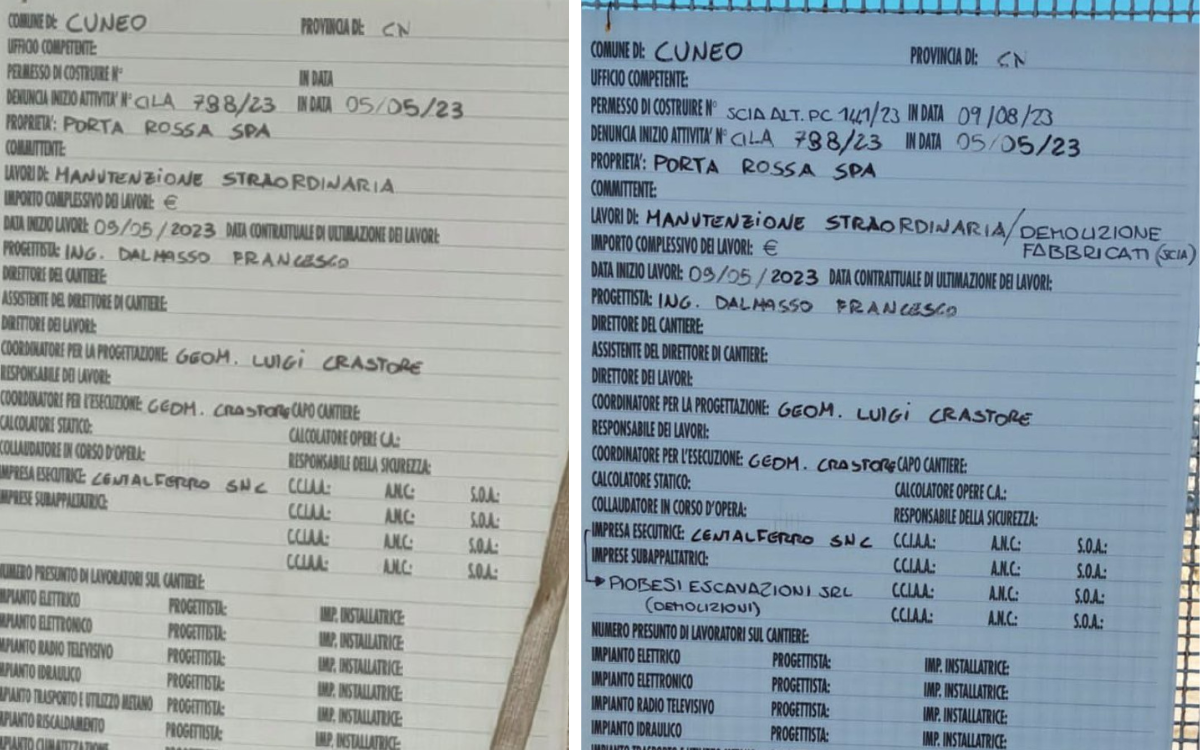 COMUNE DI: CUNEO PROVINCIA DI: CN
UFFICIO COMPETENTE:
PERMESSO DI COSTRUIRE N° IN DATA
DENUNCIA INIZIO ATTIVITA' N° CILA 788/23 IN DATA 05/05/23
PROPRIETA': PORTA ROSSA SPA
COMMITTENTE:
LAVORI DI: MANUTENZIONE STRAORDINARIA
IMPORTO COMPLESSIVO DEI LAVORI: €
DATA INIZIO LAVORI: 09/05/2023 DATA CONTRATTUALE DI ULTIMAZIONE DEI LAVORI:
PROGETTISTA: ING. DALMASSO FRANCESCO
DIRETTORE DEL CANTIERE:
ASSISTENTE DEL DIRETTORE DI CANTIERE:
DIRETTORE DEI LAVORI:
COORDINATORE PER LA PROGETTAZIONE: GEOM. LUIGI CRASTORE
RESPONSABILE DEI LAVORI:
COORDINATORE PER L'ESECUZIONE: GEOM. CRASTORE CAPO CANTIERE:
CALCOLATORE STATICO: CALCOLATORE OPERE C.A.:
COLLAUDATORE IN CORSO D'OPERA: RESPONSABILE DELLA SICUREZZA:
IMPRESA ESECUTRICE: CENTALFERRO SNC C.C.I.A.A.: A.N.C.: S.O.A.:
IMPRESE SUBAPPALTATRICI: C.C.I.A.A.: A.N.C.: S.O.A.:
C.C.I.A.A.: A.N.C.: S.O.A.:
C.C.I.A.A.: A.N.C.: S.O.A.:
NUMERO PRESUNTO DI LAVORATORI SUL CANTIERE:
IMPIANTO ELETTRICO PROGETTISTA: IMP. INSTALLATRICE:
IMPIANTO ELETTRONICO PROGETTISTA: IMP. INSTALLATRICE:
IMPIANTO RADIO TELEVISIVO PROGETTISTA: IMP. INSTALLATRICE:
IMPIANTO IDRAULICO PROGETTISTA: IMP. INSTALLATRICE:
IMPIANTO TRASPORTO E UTILIZZO METANO PROGETTISTA: IMP. INSTALLATRICE:
IMPIANTO RISCALDAMENTO PROGETTISTA: IMP. INSTALLATRICE:
IMPIANTO CLIMATIZZAZIONE
COMUNE DI: CUNEO PROVINCIA DI: CN
UFFICIO COMPETENTE:
PERMESSO DI COSTRUIRE N° SCIA ALT. PC 141/23 IN DATA 09/08/23
DENUNCIA INIZIO ATTIVITA' N° CILA 788/23 IN DATA 05/05/23
PROPRIETA': PORTA ROSSA SPA
COMMITTENTE:
LAVORI DI: MANUTENZIONE STRAORDINARIA/DEMOLIZIONE
FABBRICATI (SCIA)
IMPORTO COMPLESSIVO DEI LAVORI: €
DATA INIZIO LAVORI: 09/05/2023 DATA CONTRATTUALE DI ULTIMAZIONE DEI LAVORI:
PROGETTISTA: ING. DALMASSO FRANCESCO
DIRETTORE DEL CANTIERE:
ASSISTENTE DEL DIRETTORE DI CANTIERE:
DIRETTORE DEI LAVORI:
COORDINATORE PER LA PROGETTAZIONE: GEOM. LUIGI CRASTORE
RESPONSABILE DEI LAVORI:
COORDINATORE PER L'ESECUZIONE: GEOM. CRASTORE CAPO CANTIERE:
CALCOLATORE STATICO: CALCOLATORE OPERE C.A.:
COLLAUDATORE IN CORSO D'OPERA: RESPONSABILE DELLA SICUREZZA:
IMPRESA ESECUTRICE: CENTALFERRO SNC C.C.I.A.A.: A.N.C.: S.O.A.:
IMPRESE SUBAPPALTATRICI: C.C.I.A.A.: A.N.C.: S.O.A.:
PIOBESI ESCAVAZIONI SRL C.C.I.A.A.: A.N.C.: S.O.A.:
(DEMOLIZIONI) C.C.I.A.A.: A.N.C.: S.O.A.:
NUMERO PRESUNTO DI LAVORATORI SUL CANTIERE:
IMPIANTO ELETTRICO PROGETTISTA: IMP. INSTALLATRICE:
IMPIANTO ELETTRONICO PROGETTISTA: IMP. INSTALLATRICE:
IMPIANTO RADIO TELEVISIVO PROGETTISTA: IMP. INSTALLATRICE:
IMPIANTO IDRAULICO PROGETTISTA: IMP. INSTALLATRICE: